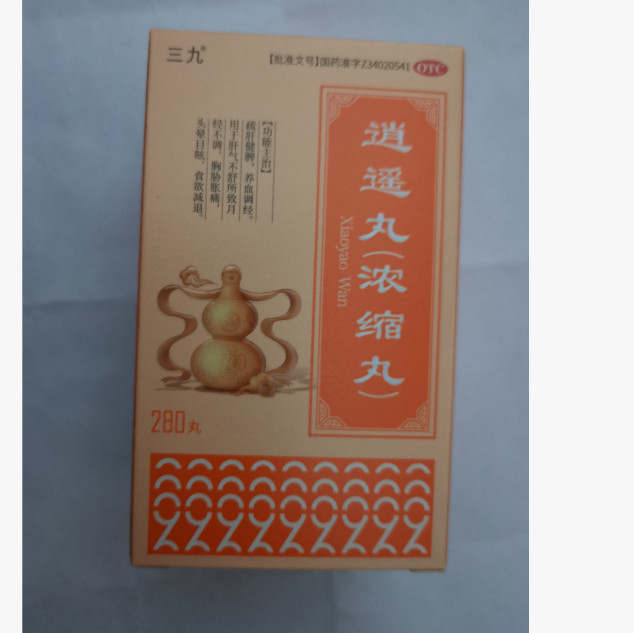 三九®
【批准文号】国药准字Z34020541
OTC
逍遥丸(浓缩丸)
Xiaoyao Wan
【功能主治】
疏肝健脾，养血调经。
用于肝气不舒所致月
经不调，胸胁胀痛，
头晕目眩，食欲减退。
280丸